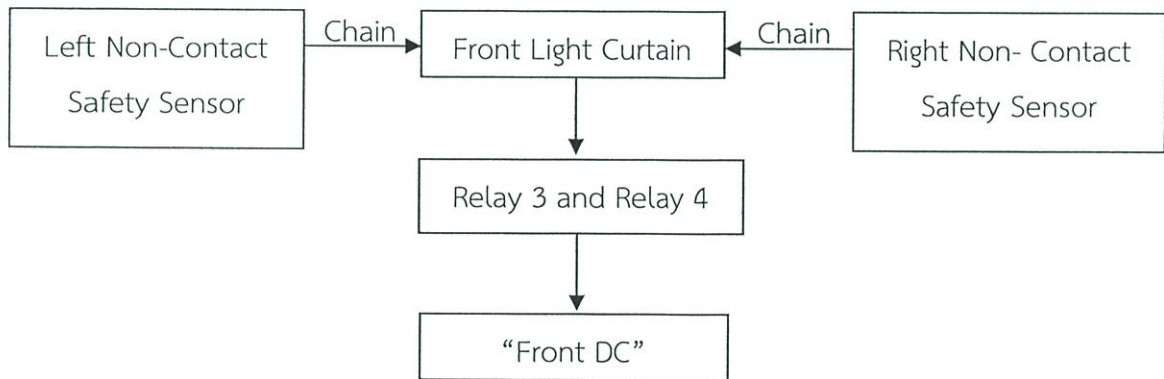 Left Non-Contact
Safety Sensor
Chain
Front Light Curtain
Chain
Right Non- Contact
Safety Sensor
Relay 3 and Relay 4
“Front DC”